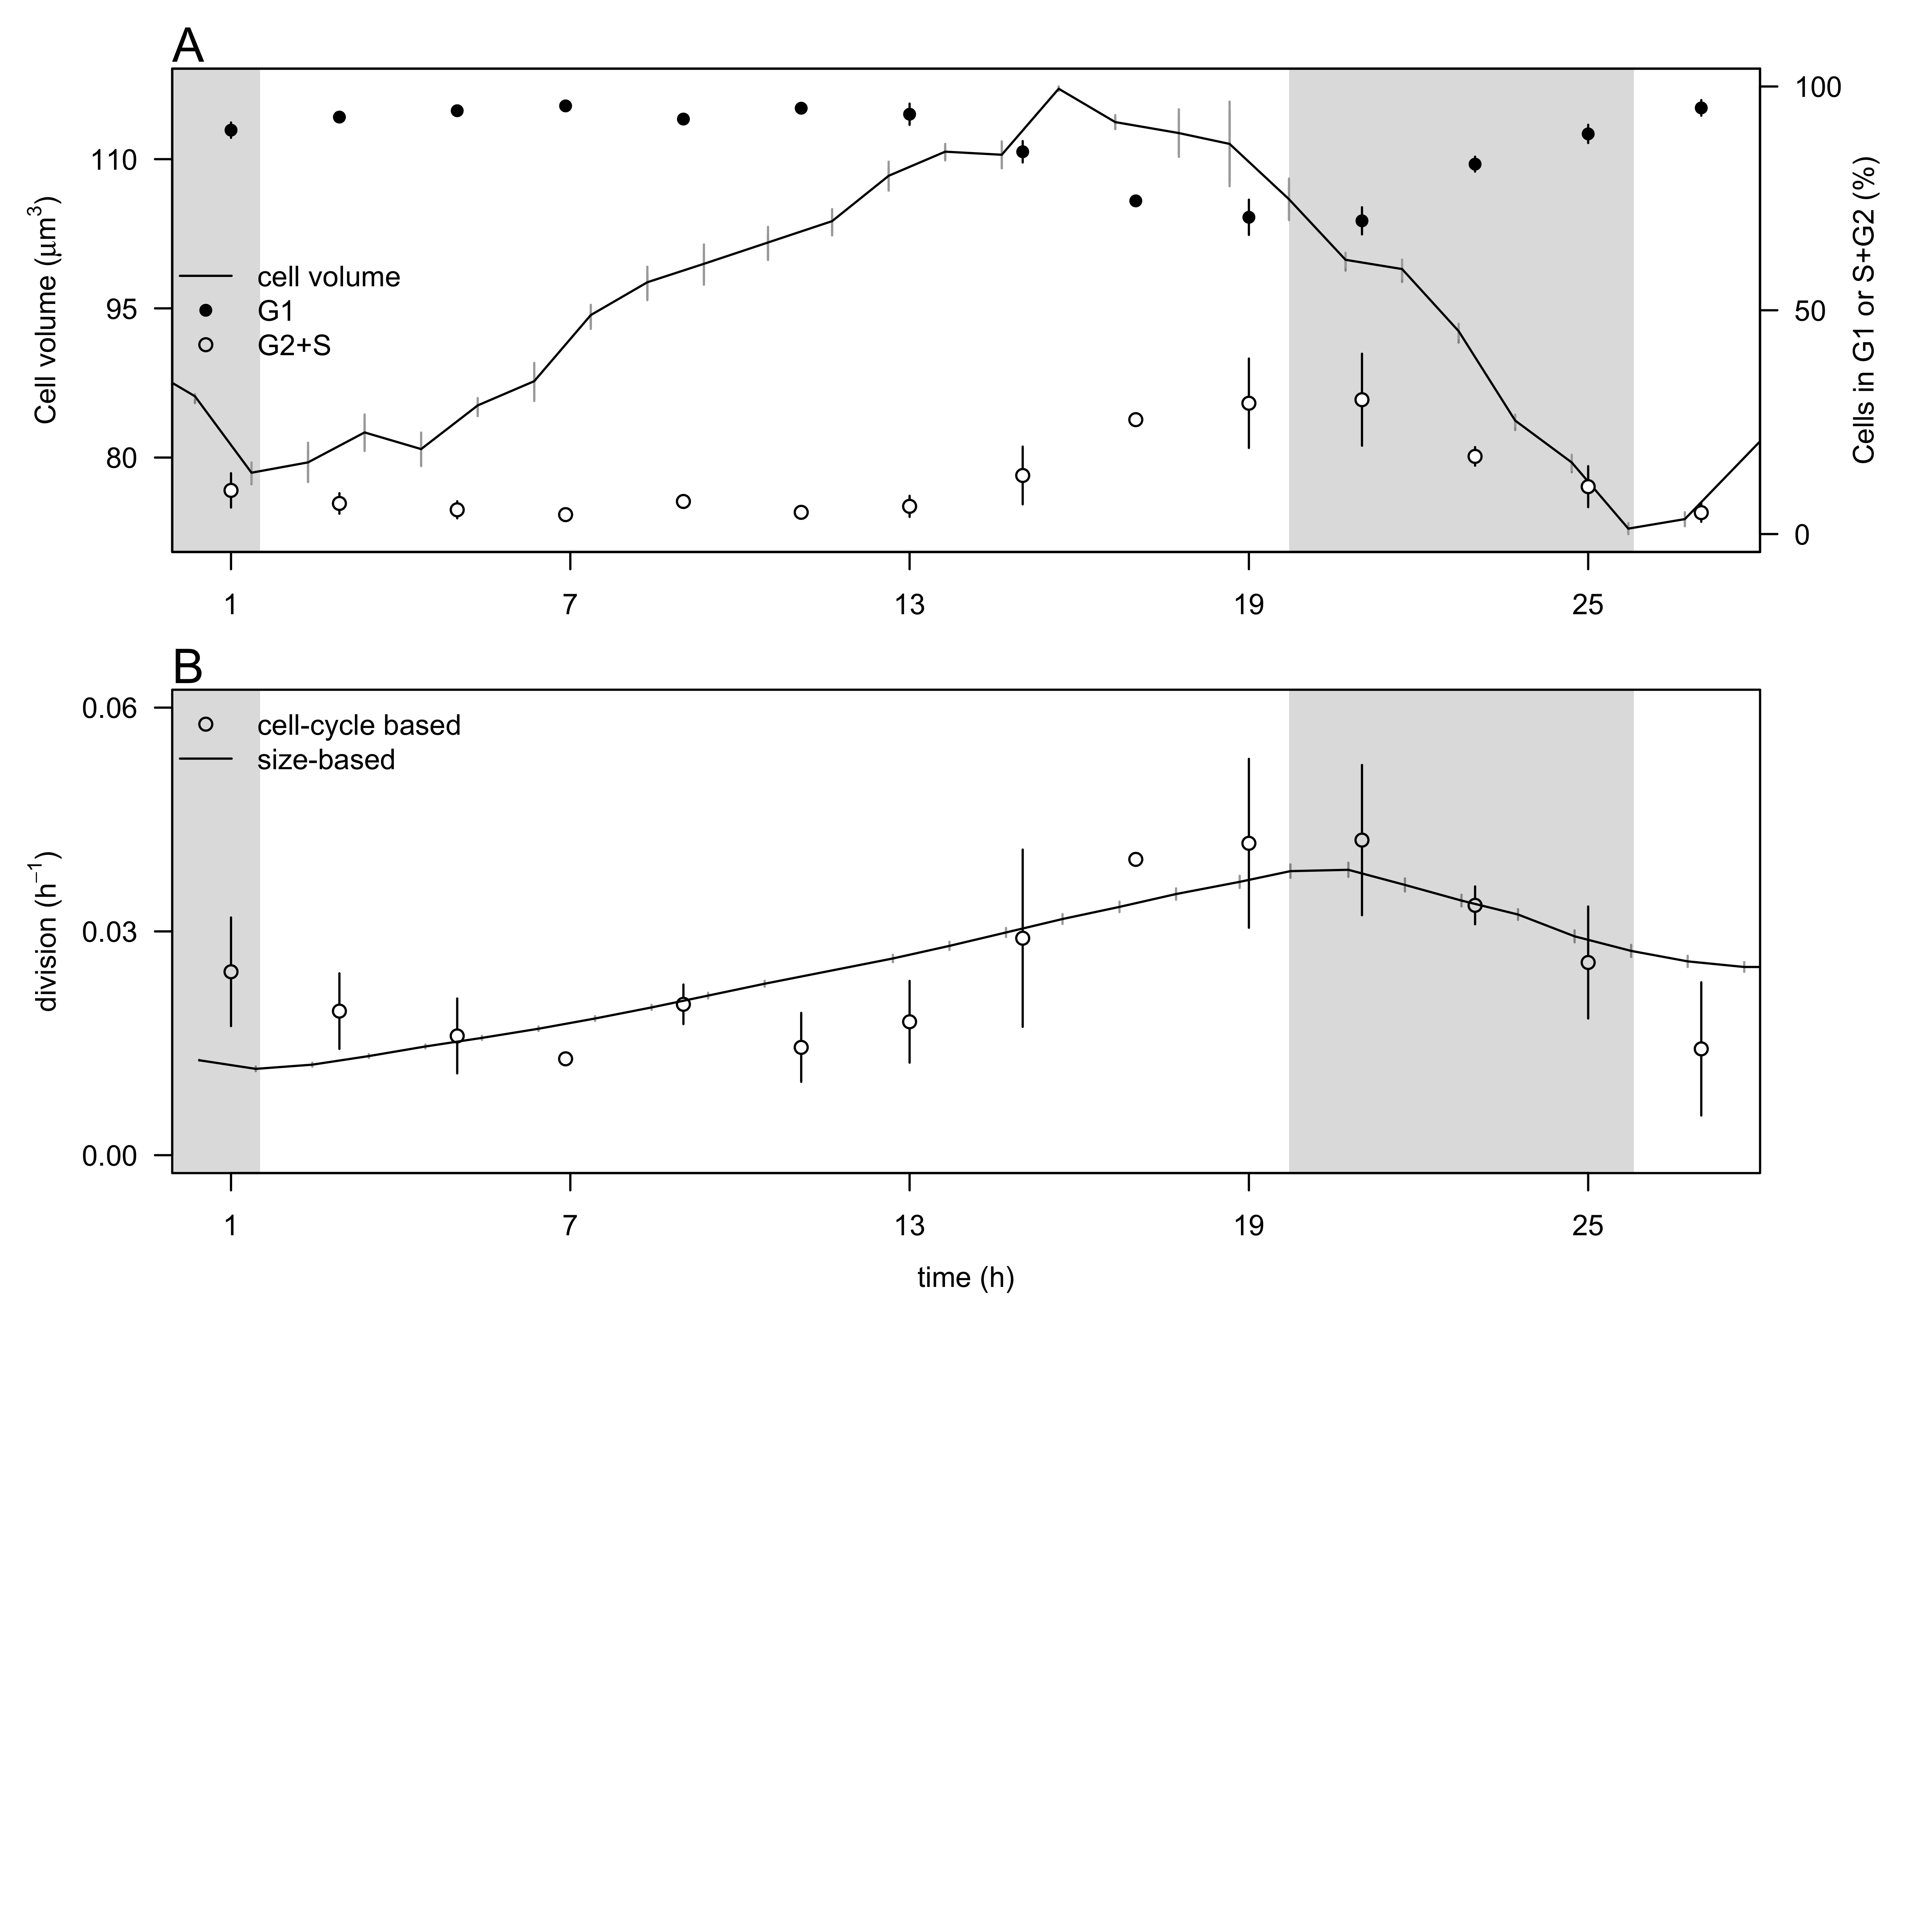 A
Cell volume (μm³)
110
95
80
cell volume
G1
G2+S
100
50
0
Cells in G1 or S+G2 (%)
1 7 13 19 25
B
division (h⁻¹)
0.06
0.03
0.00
cell-cycle based
size-based
1 7 13 19 25
time (h)